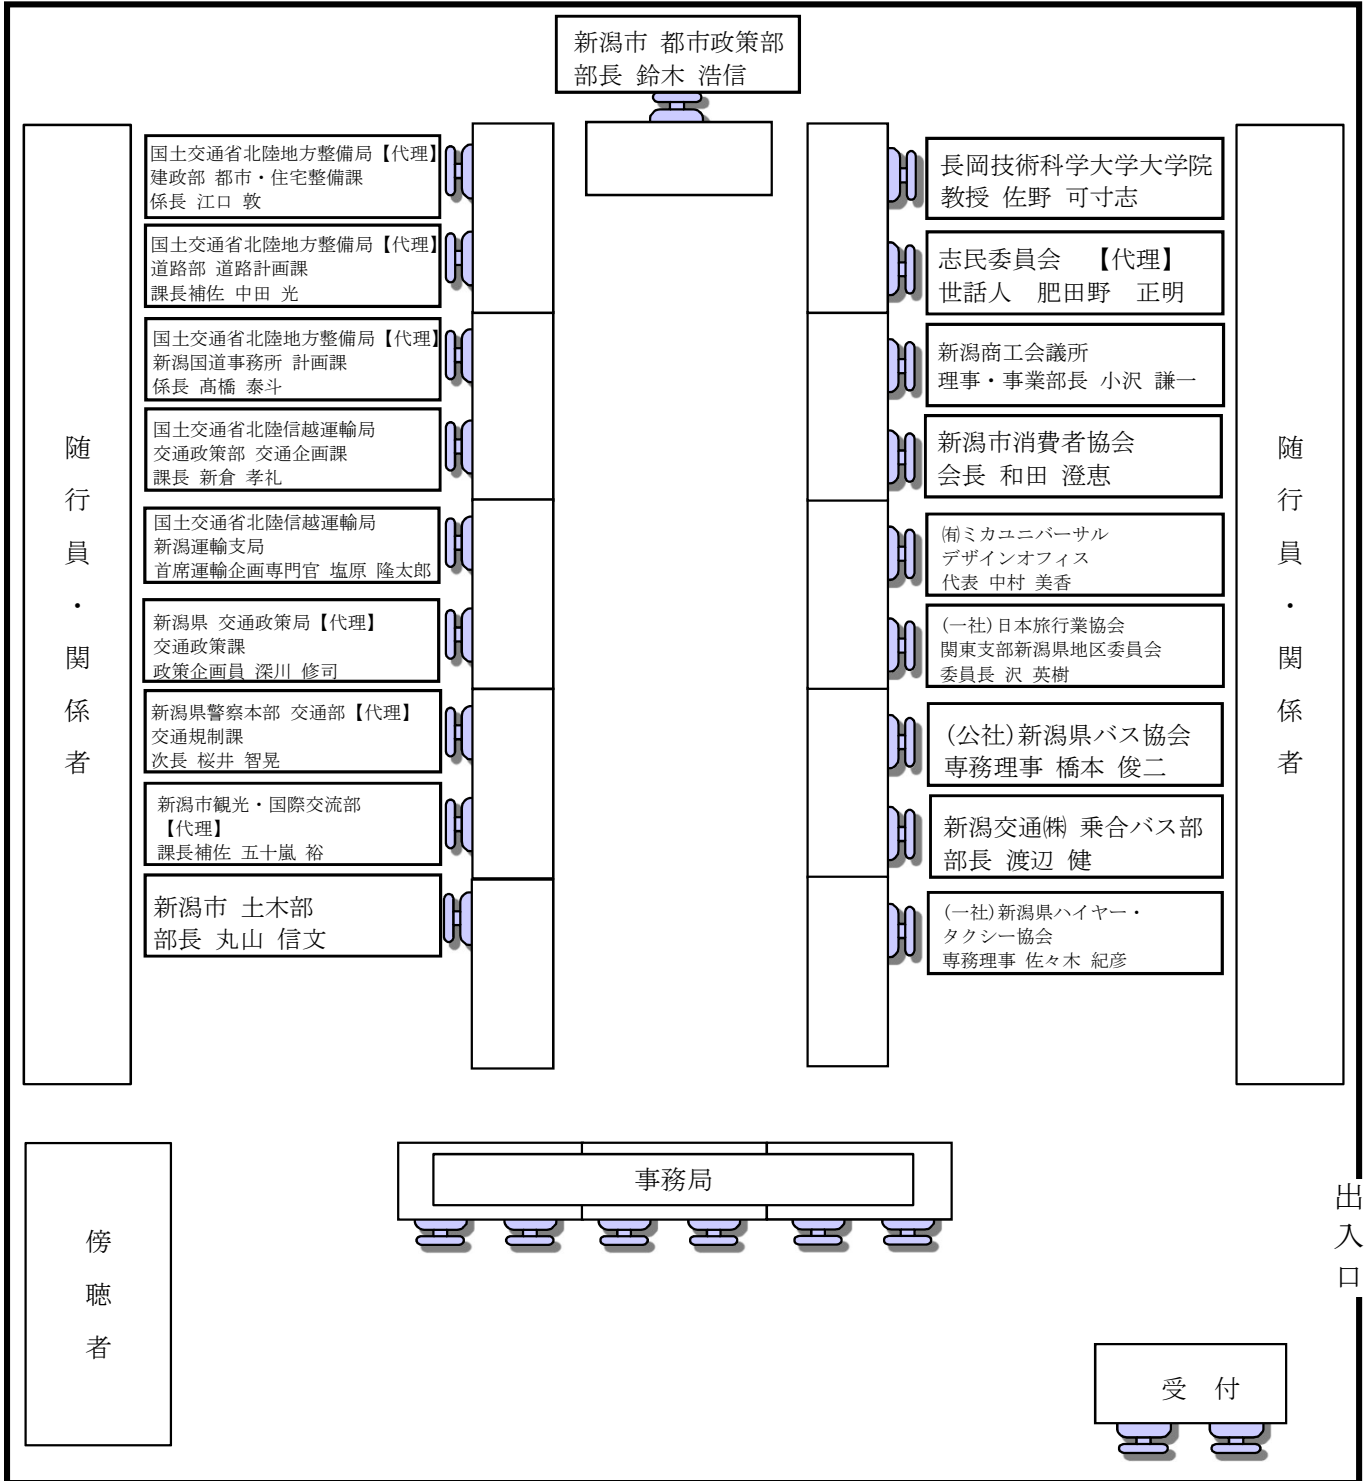 新潟市 都市政策部
部長 鈴木 浩信
国土交通省北陸地方整備局【代理】
建政部 都市・住宅整備課
係長 江口 敦
国土交通省北陸地方整備局【代理】
道路部 道路計画課
課長補佐 中田 光
国土交通省北陸地方整備局【代理】
新潟国道事務所 計画課
係長 髙橋 泰斗
国土交通省北陸信越運輸局
交通政策部 交通企画課
課長 新倉 孝礼
国土交通省北陸信越運輸局
新潟運輸支局
首席運輸企画専門官 塩原 隆太郎
新潟県 交通政策局【代理】
交通政策課
政策企画員 深川 修司
新潟県警察本部 交通部【代理】
交通規制課
次長 桜井 智晃
新潟市観光・国際交流部
【代理】
課長補佐 五十嵐 裕
新潟市 土木部
部長 丸山 信文
長岡技術科学大学大学院
教授 佐野 可寸志
志民委員会 【代理】
世話人 肥田野 正明
新潟商工会議所
理事・事業部長 小沢 謙一
新潟市消費者協会
会長 和田 澄恵
㈲ミカユニバーサル
デザインオフィス
代表 中村 美香
(一社)日本旅行業協会
関東支部新潟県地区委員会
委員長 沢 英樹
(公社)新潟県バス協会
専務理事 橋本 俊二
新潟交通㈱ 乗合バス部
部長 渡辺 健
(一社)新潟県ハイヤー・
タクシー協会
専務理事 佐々木 紀彦
随行員・関係者
随行員・関係者
事務局
出入口
傍聴者
受 付